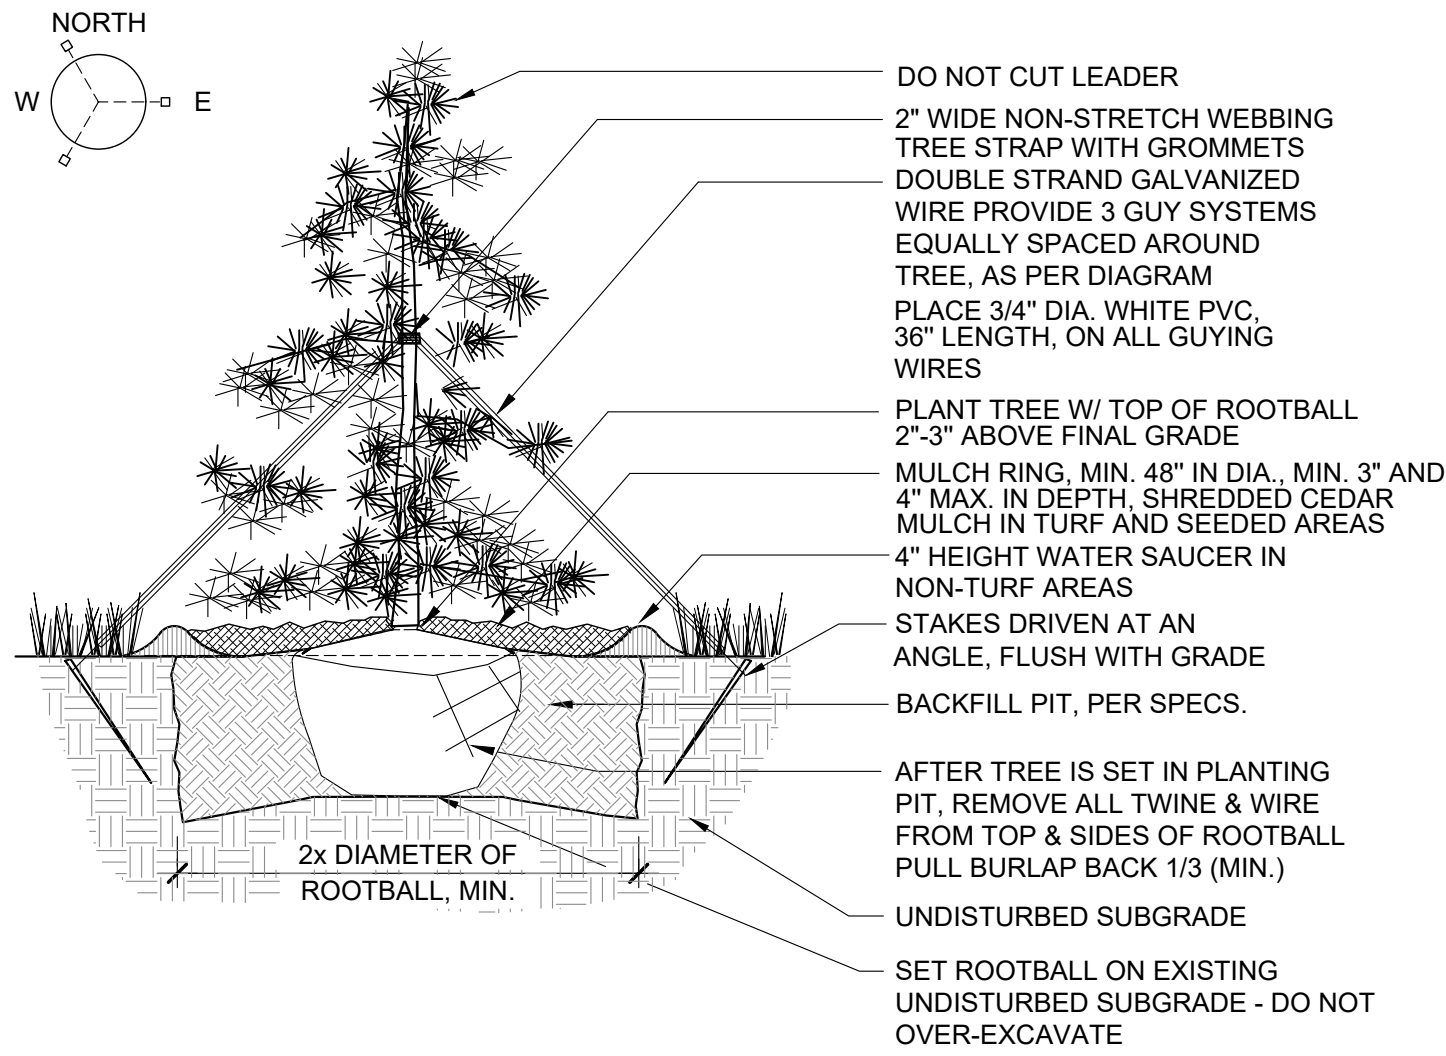 NORTH
W
E
DO NOT CUT LEADER
2" WIDE NON-STRETCH WEBBING
TREE STRAP WITH GROMMETS
DOUBLE STRAND GALVANIZED
WIRE PROVIDE 3 GUY SYSTEMS
EQUALLY SPACED AROUND
TREE, AS PER DIAGRAM
PLACE 3/4" DIA. WHITE PVC,
36" LENGTH, ON ALL GUYING
WIRES
PLANT TREE W/ TOP OF ROOTBALL
2"-3" ABOVE FINAL GRADE
MULCH RING, MIN. 48" IN DIA., MIN. 3" AND
4" MAX. IN DEPTH, SHREDDED CEDAR
MULCH IN TURF AND SEEDED AREAS
4" HEIGHT WATER SAUCER IN
NON-TURF AREAS
STAKES DRIVEN AT AN
ANGLE, FLUSH WITH GRADE
BACKFILL PIT, PER SPECS.
AFTER TREE IS SET IN PLANTING
PIT, REMOVE ALL TWINE & WIRE
FROM TOP & SIDES OF ROOTBALL
PULL BURLAP BACK 1/3 (MIN.)
UNDISTURBED SUBGRADE
SET ROOTBALL ON EXISTING
UNDISTURBED SUBGRADE - DO NOT
OVER-EXCAVATE
2x DIAMETER OF
ROOTBALL, MIN.